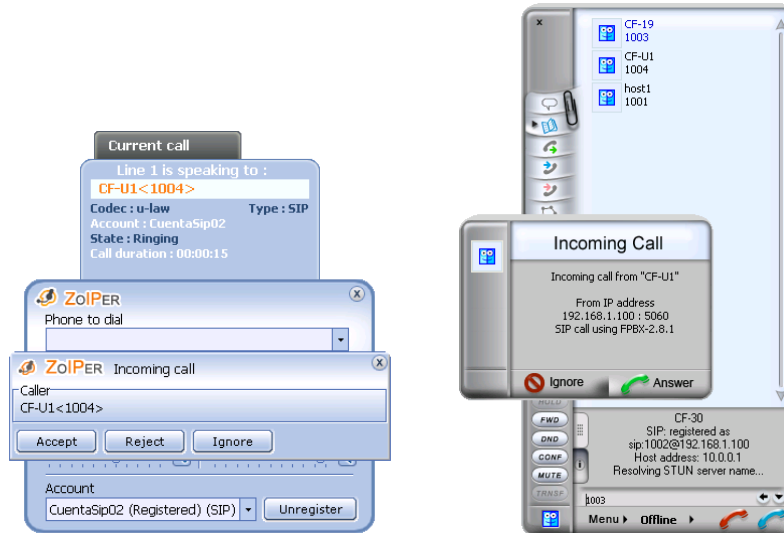 Current call
Line 1 is speaking to :
CF-U1<1004>
Codec : u-law Type : SIP
Account : CuentaSip02
State : Ringing
Call duration : 00:00:15
ZOIPER
Phone to dial
ZOIPER Incoming call
Caller
CF-U1<1004>
Accept Reject Ignore
Account
CuentaSip02 (Registered) (SIP) Unregister
x
CF-19
1003
CF-U1
1004
host1
1001
Incoming Call
Incoming call from "CF-U1"
From IP address
192.168.1.100 : 5060
SIP call using FPBX-2.8.1
Ignore Answer
HOLD
FWD
DND
CONF
MUTE
TRNSF
CF-30
SIP: registered as
sip:1002@192.168.1.100
Host address: 10.0.0.1
Resolving STUN server name...
1003
Menu Offline